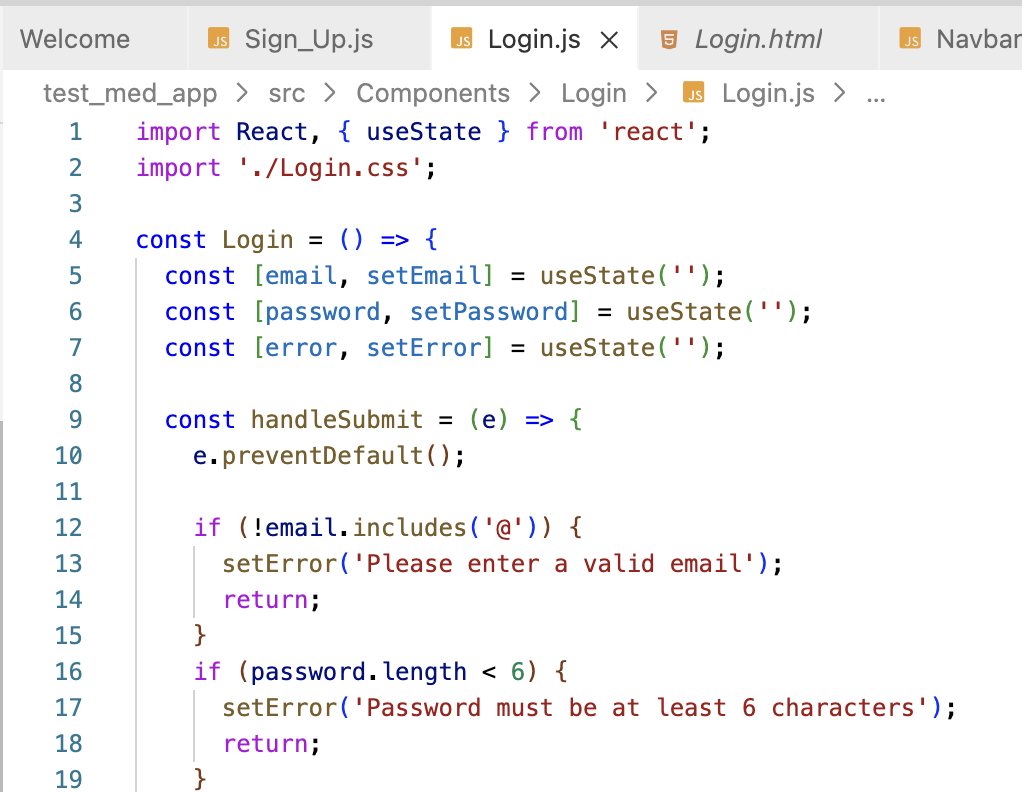 Welcome JS Sign_Up.js JS Login.js × 5 Login.html JS Navbar
test_med_app > src > Components > Login > JS Login.js > ...
1 import React, { useState } from 'react';
2 import './Login.css';
3
4 const Login = () => {
5 const [email, setEmail] = useState('');
6 const [password, setPassword] = useState('');
7 const [error, setError] = useState('');
8
9 const handleSubmit = (e) => {
10 e.preventDefault();
11
12 if (!email.includes('@')) {
13 setError('Please enter a valid email');
14 return;
15 }
16 if (password.length < 6) {
17 setError('Password must be at least 6 characters');
18 return;
19 }